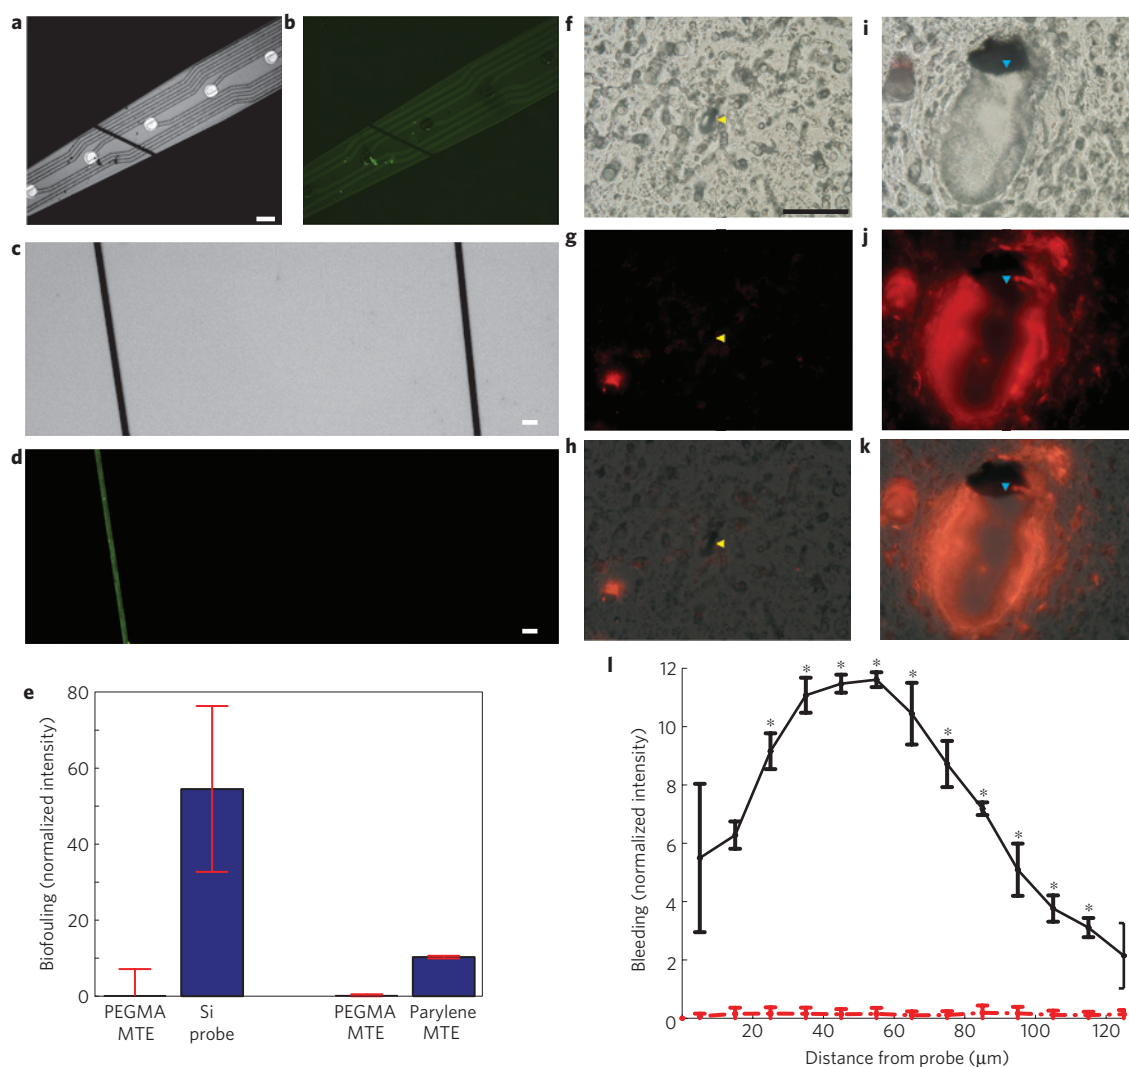 a
b
c
d
f
g
h
i
j
k
e
80
60
40
20
0
Biofouling (normalized intensity)
PEGMA
MTE
Si
probe
PEGMA
MTE
Parylene
MTE
l
12
10
8
6
4
2
0
Bleeding (normalized intensity)
* * * * * * * * * *
20 40 60 80 100 120
Distance from probe (μm)